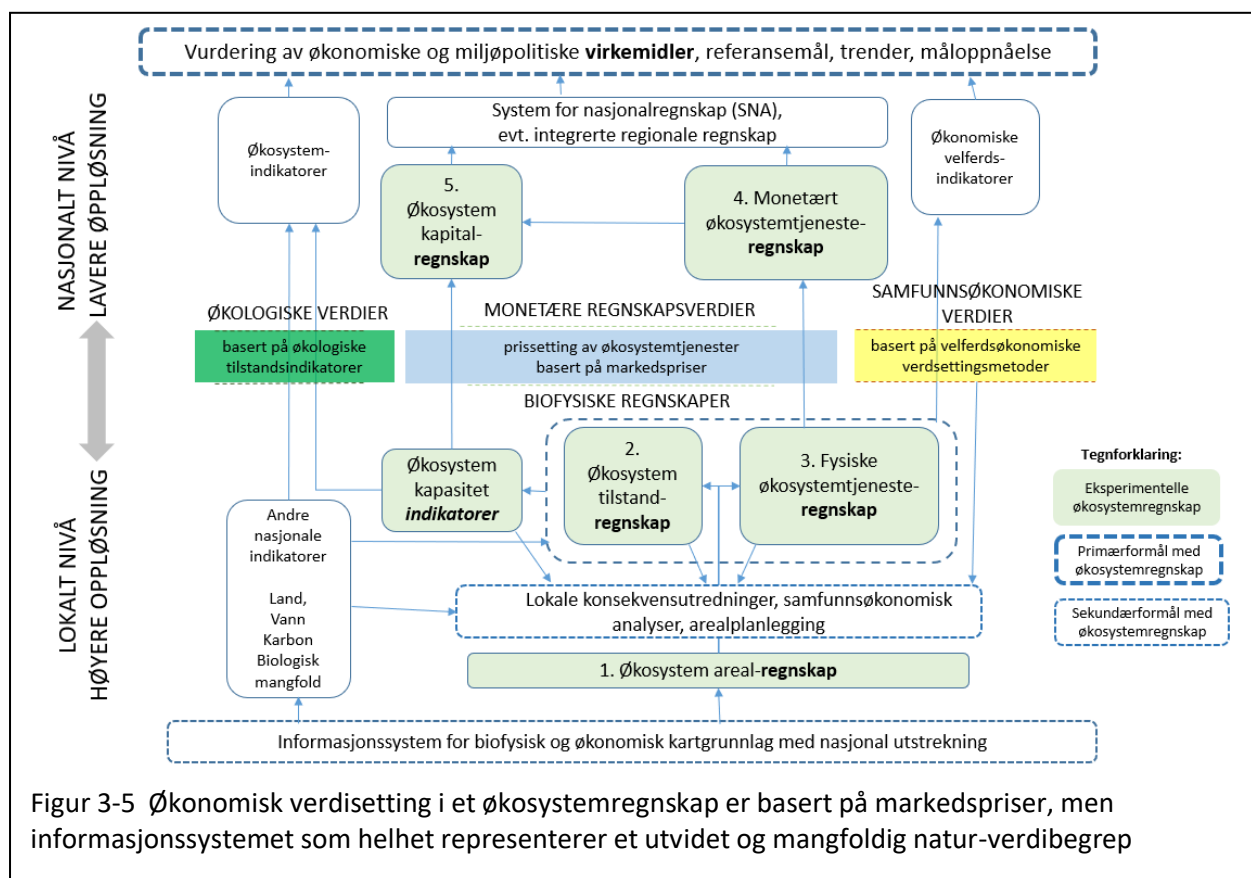 Vurdering av økonomiske og miljøpolitiske virkemidler, referansemål, trender, måloppnåelse
NASJONALT NIVÅ
LAVERE ØPPLØSNING
LOKALT NIVÅ
HØYERE OPPLØSNING
Økosystem-
indikatorer
System for nasjonalregnskap (SNA),
evt. integrerte regionale regnskap
Økonomiske
velferds-
indikatorer
5.
Økosystem
kapital-
regnskap
4. Monetært
økosystemtjeneste-
regnskap
ØKOLOGISKE VERDIER
basert på økologiske
tilstandsindikatorer
MONETÆRE REGNSKAPSVERDIER
prissetting av økosystemtjenester
basert på markedspriser
SAMFUNNSØKONOMISKE
VERDIER
basert på velferdsøkonomiske
verdsettingsmetoder
BIOFYSISKE REGNSKAPER
Økosystem
kapasitet
indikatorer
2.
Økosystem
tilstand-
regnskap
3. Fysiske
økosystemtjeneste-
regnskap
Andre
nasjonale
indikatorer
Land,
Vann
Karbon
Biologisk
mangfold
Lokale konsekvensutredninger, samfunnsøkonomisk
analyser, arealplanlegging
1. Økosystem areal-regnskap
Informasjonssystem for biofysisk og økonomisk kartgrunnlag med nasjonal utstrekning
Tegnforklaring:
Eksperimentelle
økosystemregnskap
Primærformål med
økosystemregnskap
Sekundærformål med
økosystemregnskap
Figur 3-5 Økonomisk verdisetting i et økosystemregnskap er basert på markedspriser, men
informasjonssystemet som helhet representerer et utvidet og mangfoldig natur-verdibegrep